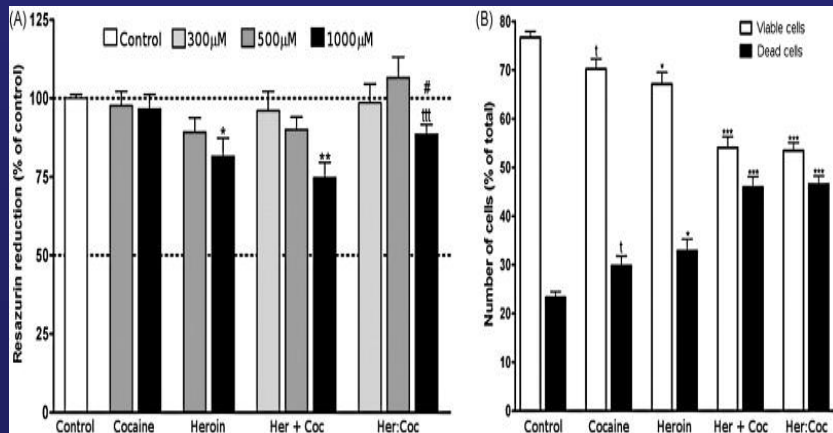 (A)
Control 300µM 500µM 1000µM
Resazurin reduction (% of control)
125
100
75
50
25
0
* ** # ttt
Control Cocaine Heroin Her + Coc Her:Coc
(B)
Viable cells
Dead cells
Number of cells (% of total)
80
70
60
50
40
30
20
10
0
t t * * *** *** *** ***
Control Cocaine Heroin Her + Coc Her:Coc